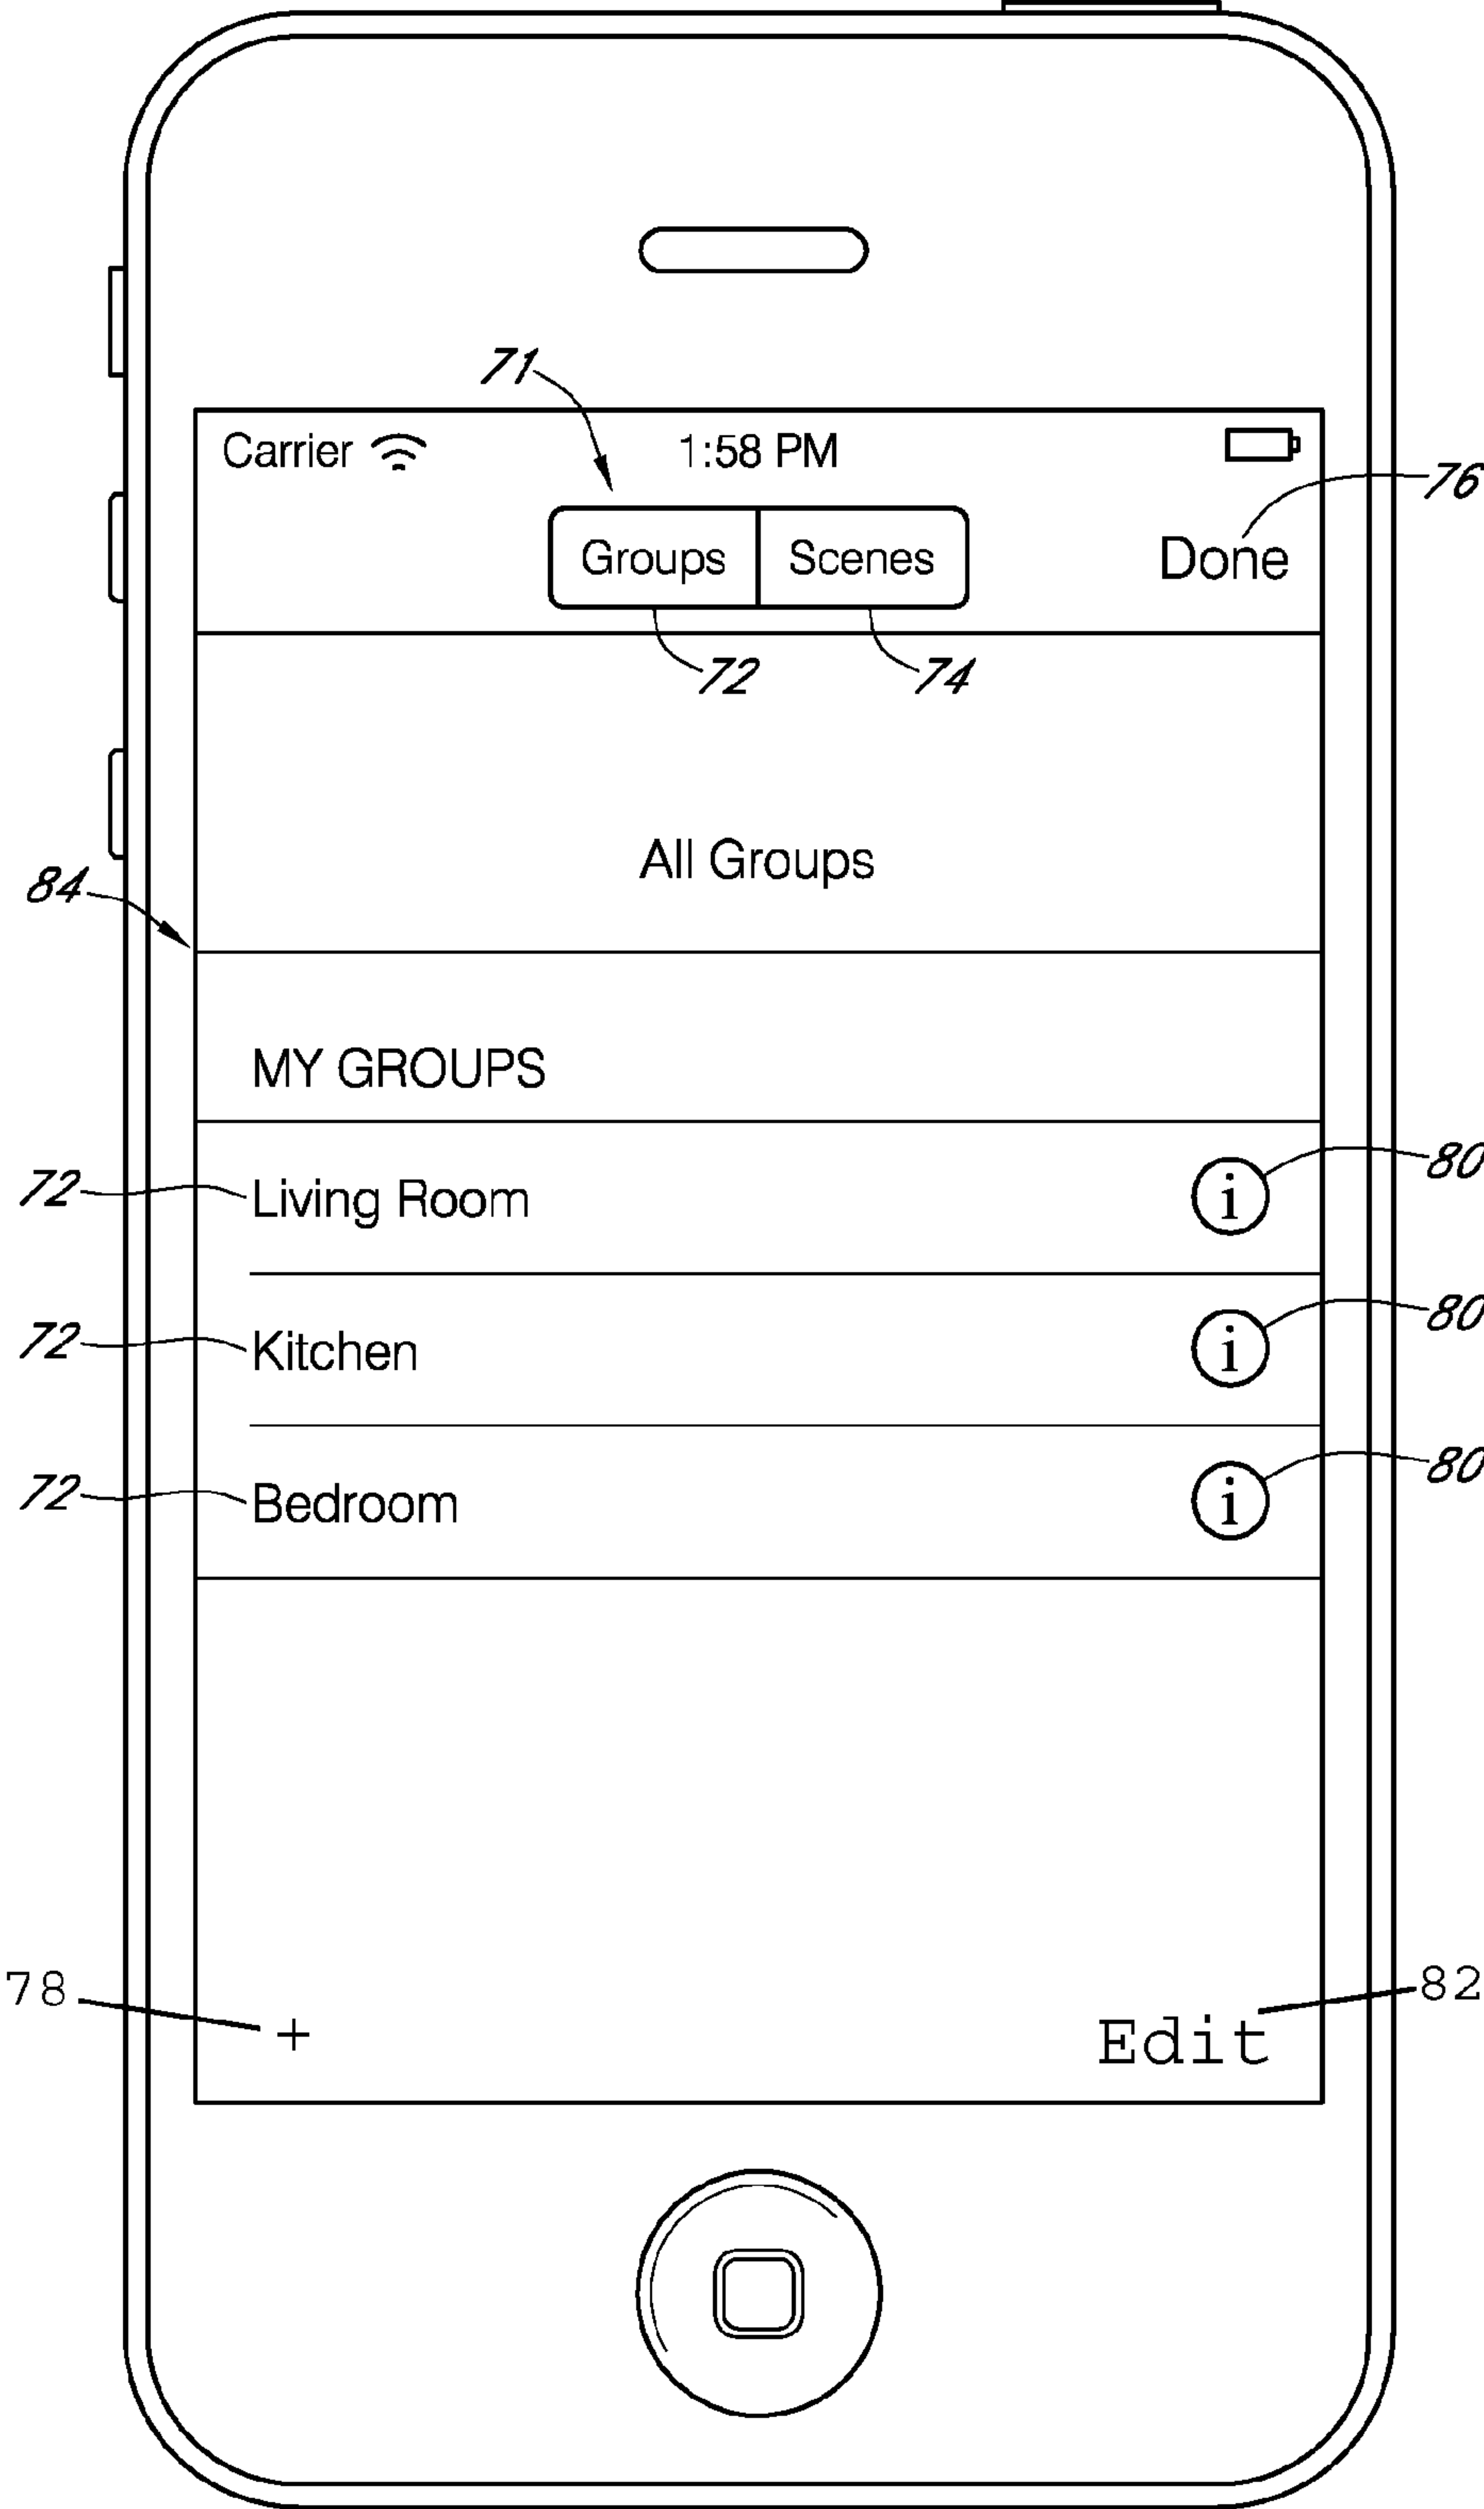 71
Carrier 1:58 PM
76
Groups Scenes Done
72 74
All Groups
84
MY GROUPS
80
72 Living Room i
80
72 Kitchen i
80
72 Bedroom i
78 82
+ Edit